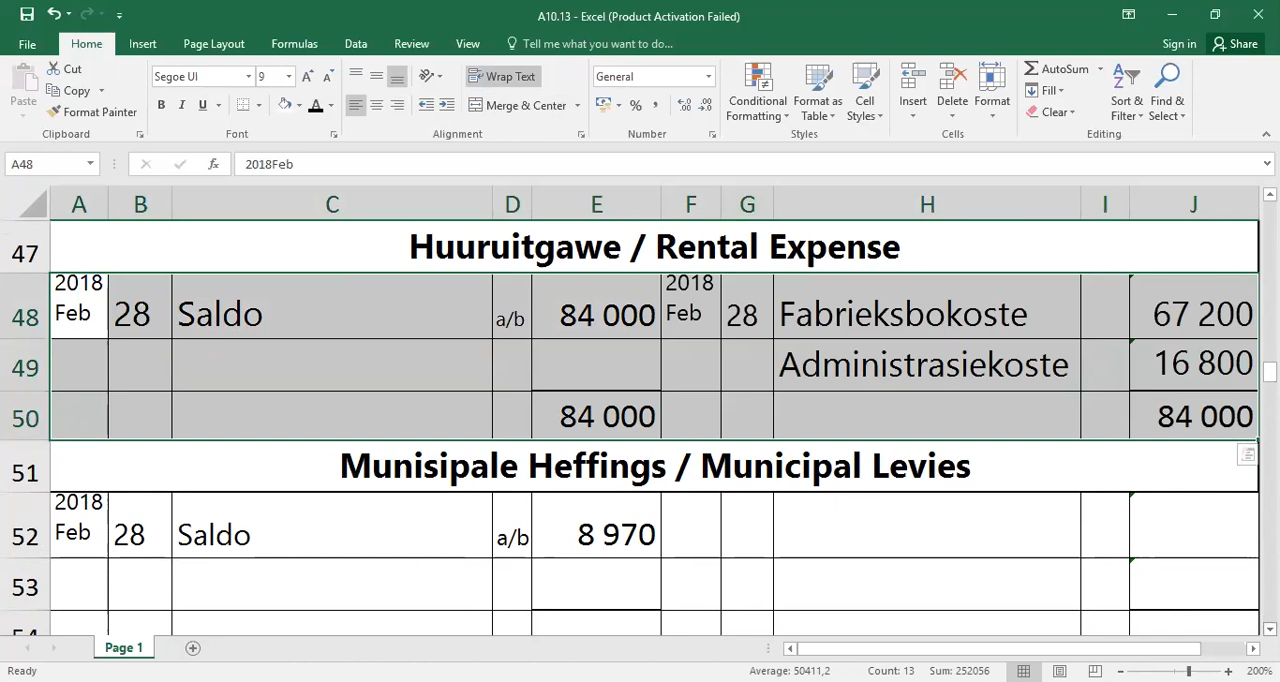 A10.13 - Excel (Product Activation Failed)
File Home Insert Page Layout Formulas Data Review View Tell me what you want to do... Sign in Share
Paste Cut Copy Format Painter Clipboard
Segoe UI 9 B I U A Font
Wrap Text Merge & Center Alignment
General % , Number
Conditional Formatting Format as Table Cell Styles Styles
Insert Delete Format Cells
AutoSum Fill Clear Sort & Filter Find & Select Editing
A48 fx 2018Feb
A B C D E F G H I J
47 Huuruitgawe / Rental Expense
48 2018 Feb 28 Saldo a/b 84 000 2018 Feb 28 Fabrieksbokoste 67 200
49 Administrasiekoste 16 800
50 84 000 84 000
51 Munisipale Heffings / Municipal Levies
52 2018 Feb 28 Saldo a/b 8 970
53
54
Page 1
Ready Average: 50411,2 Count: 13 Sum: 252056 200%